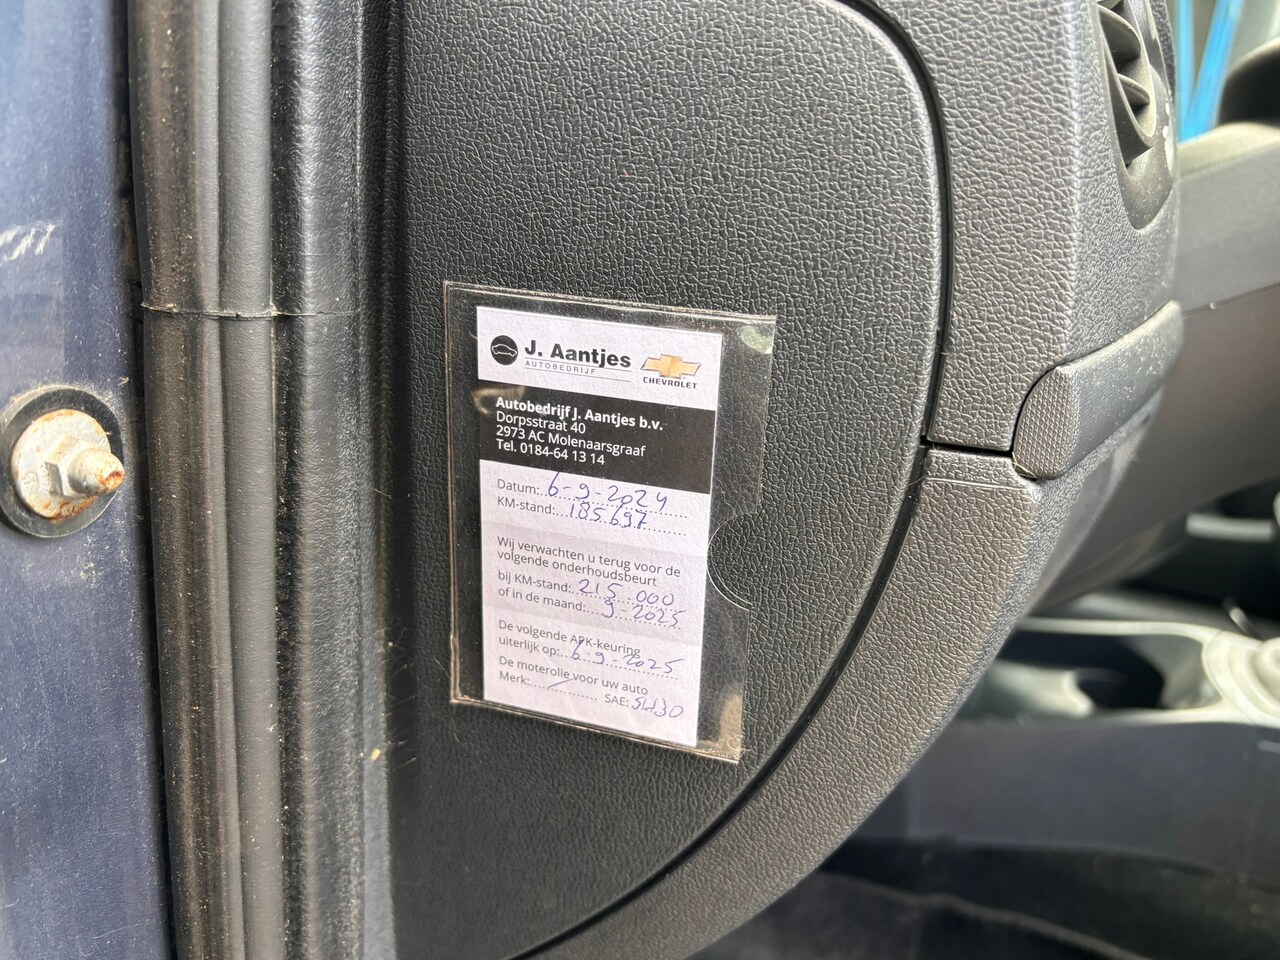 J. Aantjes
AUTOBEDRIJF
CHEVROLET
Autobedrijf J. Aantjes b.v.
Dorpsstraat 40
2973 AC Molenaarsgraaf
Tel. 0184-64 13 14
Datum: 6-9-2024
KM-stand: 185.697
Wij verwachten u terug voor de
volgende onderhoudsbeurt
bij KM-stand: 215.000
of in de maand: 9-2025
De volgende APK-keuring
uiterlijk op: 6-9-2025
De moterolie voor uw auto
Merk: / SAE: 5W30